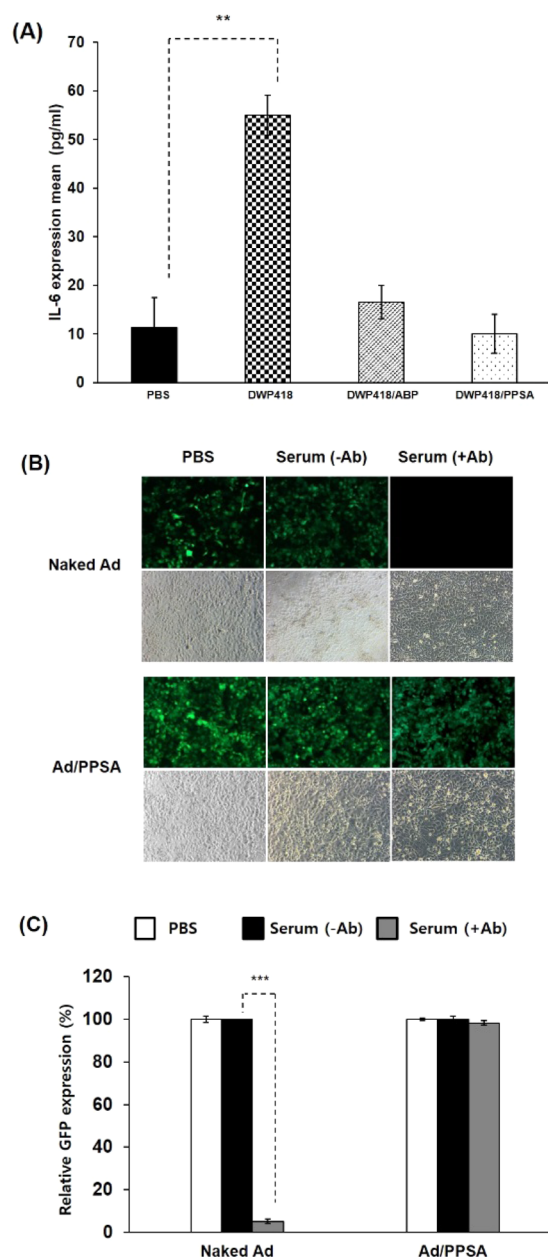 (A)
**
IL-6 expression mean (pg/ml)
70
60
50
40
30
20
10
0
PBS DWP418 DWP418/ABP DWP418/PPSA
(B)
PBS Serum (-Ab) Serum (+Ab)
Naked Ad
Ad/PPSA
(C)
PBS Serum (-Ab) Serum (+Ab)
***
Relative GFP expression (%)
120
100
80
60
40
20
0
Naked Ad Ad/PPSA